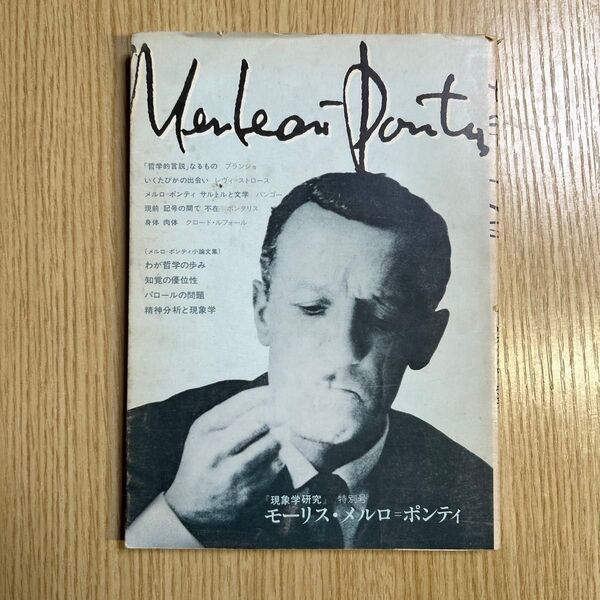 Merleau Ponty
「哲学的言説」なるもの ブランショ
いくたびかの出会い レヴィ=ストロース
メルロ=ポンティ サルトルと文学 パンゴー
現前 記号の間で 不在 ポンタリス
身体 肉体 クロード・ルフォール
〔メルロ=ポンティ小論文集〕
わが哲学の歩み
知覚の優位性
パロールの問題
精神分析と現象学
『現象学研究』 特別号
モーリス・メルロ=ポンティ